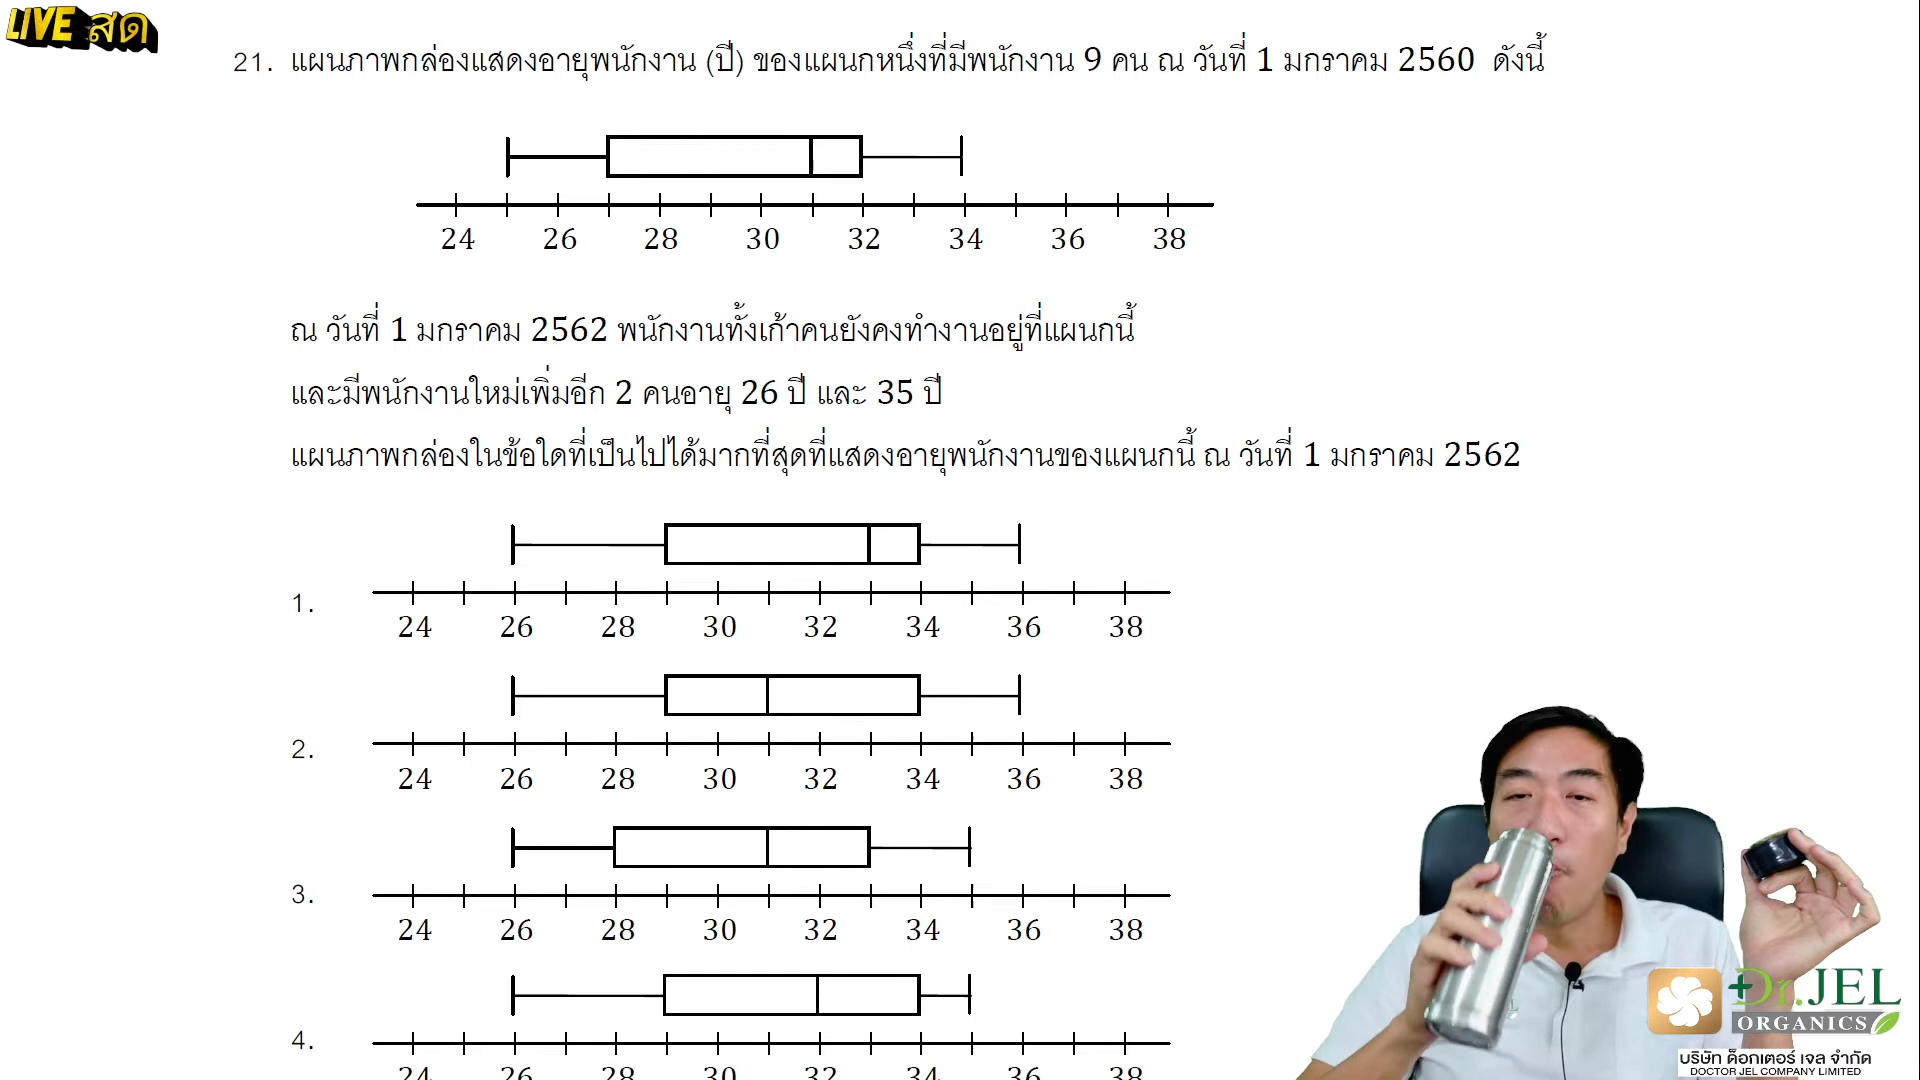 LIVE สด
21. แผนภาพกล่องแสดงอายุพนักงาน (ปี) ของแผนกหนึ่งที่มีพนักงาน 9 คน ณ วันที่ 1 มกราคม 2560 ดังนี้
24 26 28 30 32 34 36 38
ณ วันที่ 1 มกราคม 2562 พนักงานทั้งเก้าคนยังคงทำงานอยู่ที่แผนกนี้
และมีพนักงานใหม่เพิ่มอีก 2 คนอายุ 26 ปี และ 35 ปี
แผนภาพกล่องในข้อใดที่เป็นไปได้มากที่สุดที่แสดงอายุพนักงานของแผนกนี้ ณ วันที่ 1 มกราคม 2562
1.
24 26 28 30 32 34 36 38
2.
24 26 28 30 32 34 36 38
3.
24 26 28 30 32 34 36 38
4.
24 26 28 30 32 34 36 38
Dr.JEL
ORGANICS
บริษัท ด็อกเตอร์ เจล จำกัด
DOCTOR JEL COMPANY LIMITED